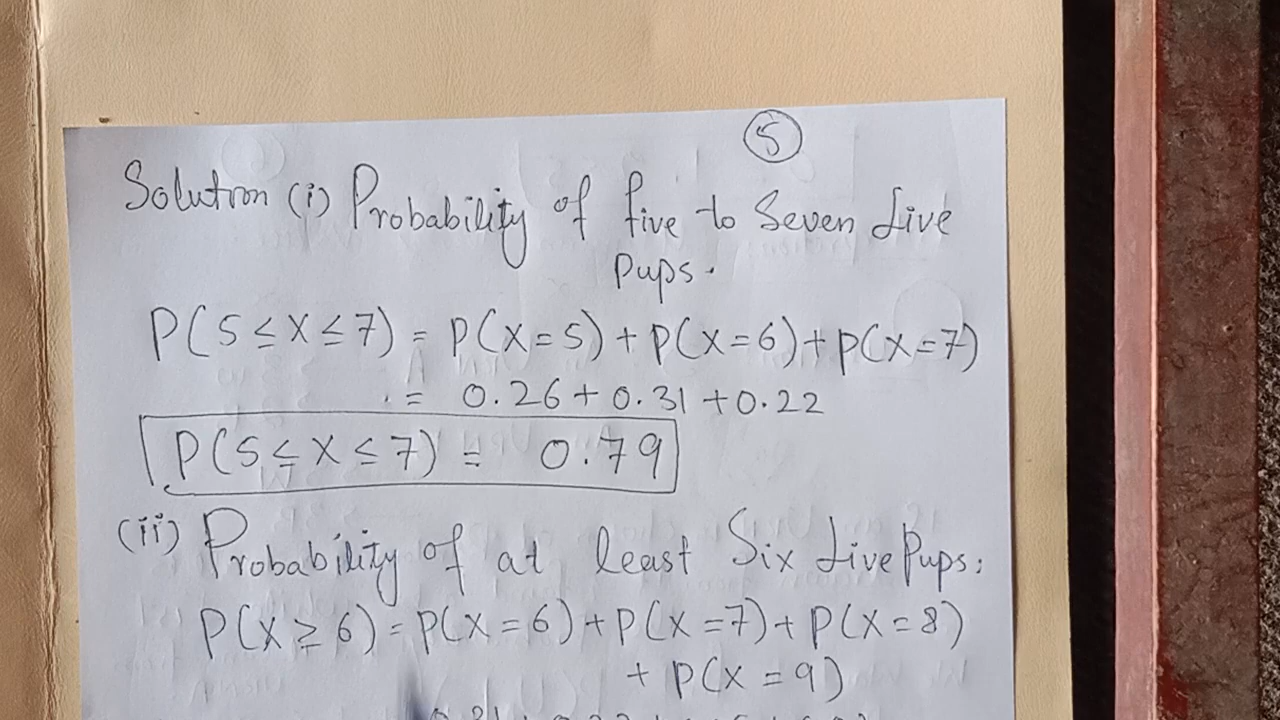 5
Solution (i) Probability of five to Seven Live
Pups.
P(5 ≤ X ≤ 7) = P(X=5) + P(X=6) + P(X=7)
= 0.26 + 0.31 + 0.22
P(5 ≤ X ≤ 7) = 0.79
(ii) Probability of at least Six Live Pups:
P(X ≥ 6) = P(X=6) + P(X=7) + P(X=8)
+ P(X=9)